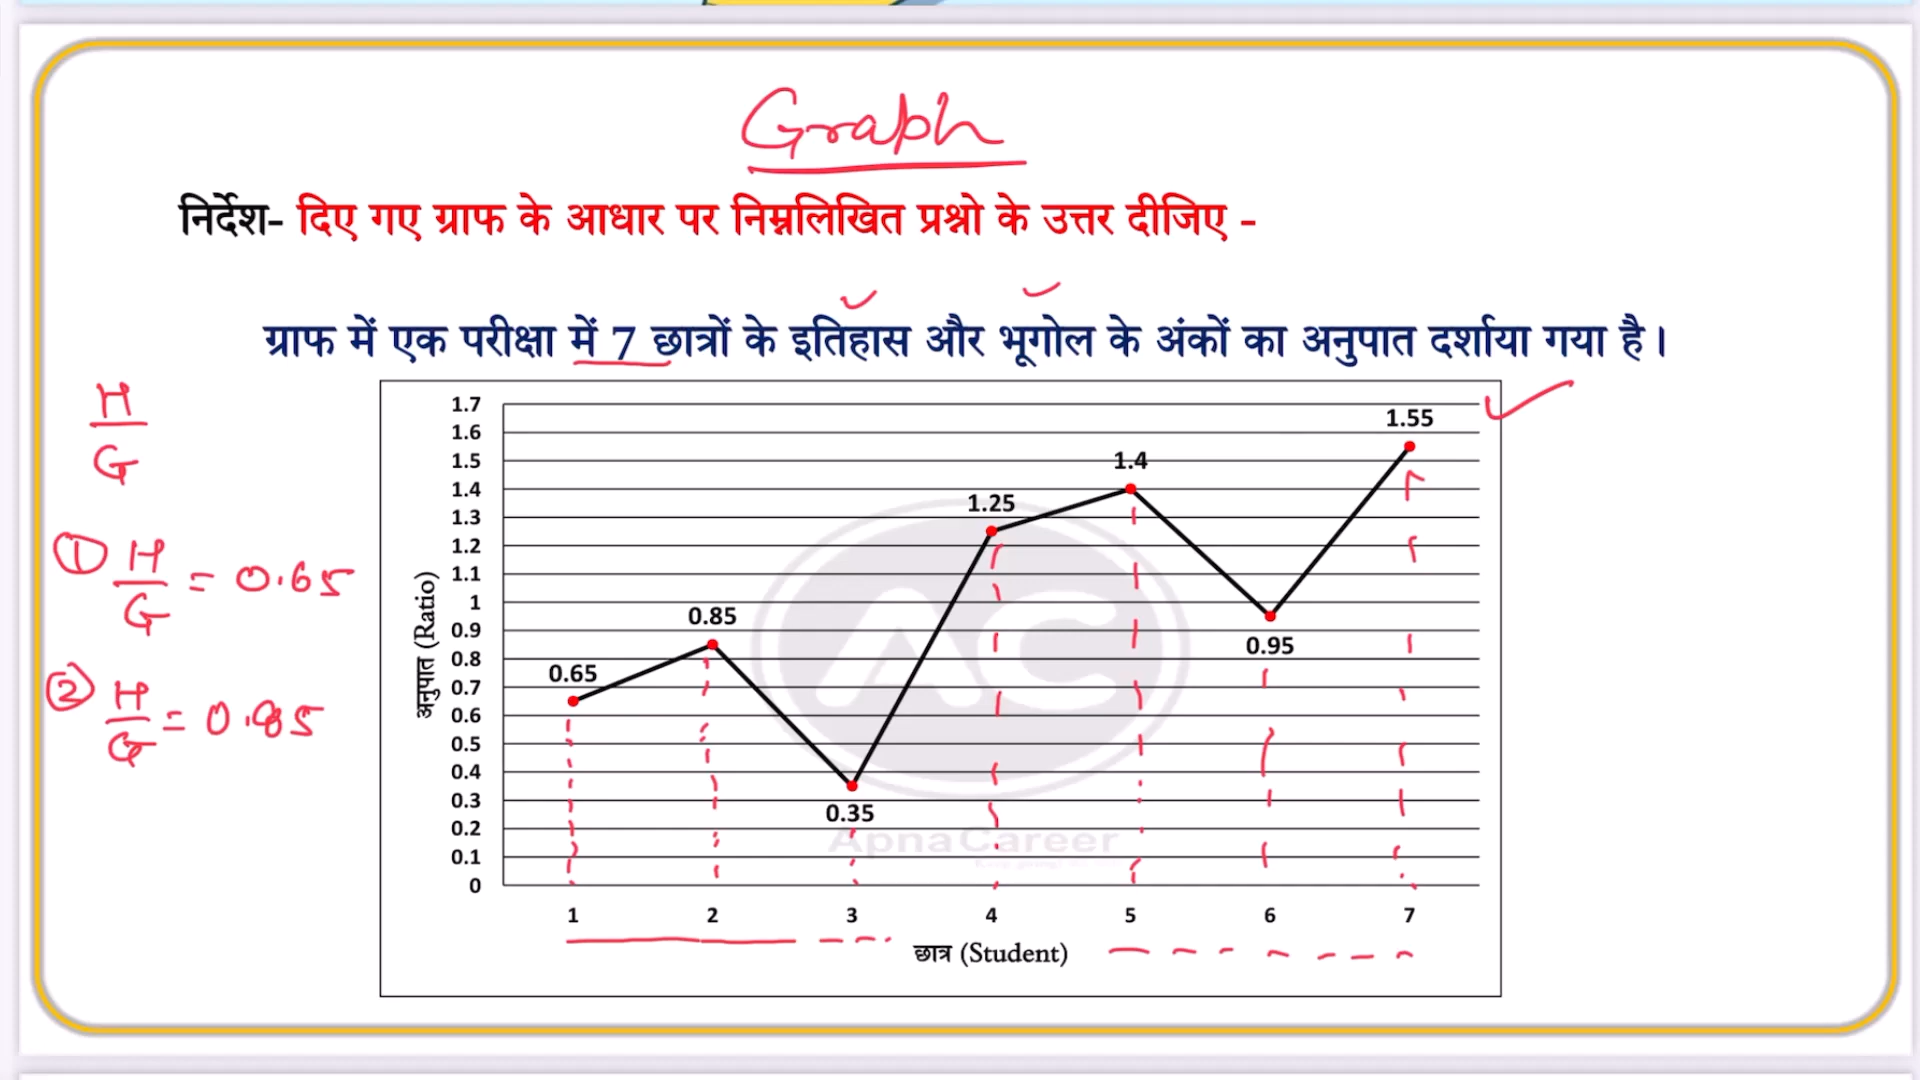 Graph
निर्देश- दिए गए ग्राफ के आधार पर निम्नलिखित प्रश्नो के उत्तर दीजिए -
ग्राफ में एक परीक्षा में 7 छात्रों के इतिहास और भूगोल के अंकों का अनुपात दर्शाया गया है।
H
G
① H/G = 0.65
② H/G = 0.85
अनुपात (Ratio)
1.7
1.6
1.5
1.4
1.3
1.2
1.1
1
0.9
0.8
0.7
0.6
0.5
0.4
0.3
0.2
0.1
0
0.65
0.85
0.35
1.25
1.4
0.95
1.55
AC
ApnaCareer
1 2 3 4 5 6 7
छात्र (Student)